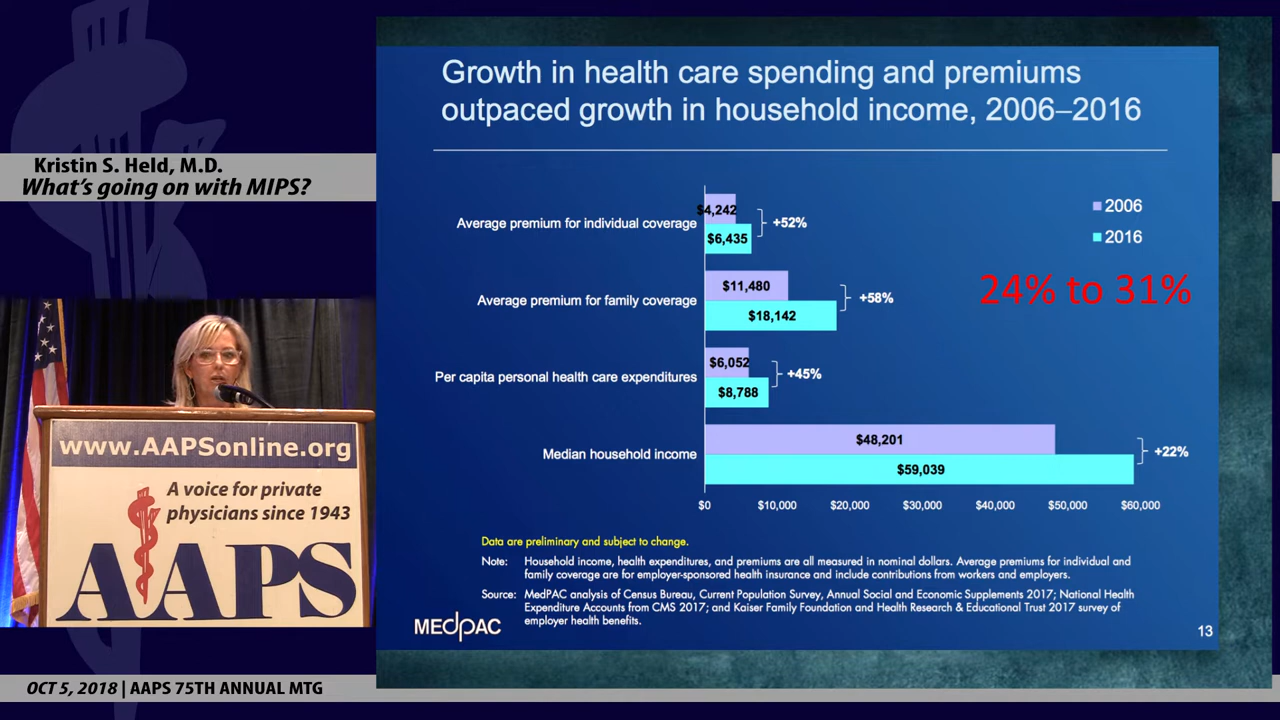 Kristin S. Held, M.D.
What's going on with MIPS?
www.AAPSonline.org
A voice for private
physicians since 1943
AAPS
OCT 5, 2018 | AAPS 75TH ANNUAL MTG
Growth in health care spending and premiums
outpaced growth in household income, 2006–2016
2006
2016
24% to 31%
Average premium for individual coverage
$4,242
$6,435
+52%
Average premium for family coverage
$11,480
$18,142
+58%
Per capita personal health care expenditures
$6,052
$8,788
+45%
Median household income
$48,201
$59,039
+22%
$0 $10,000 $20,000 $30,000 $40,000 $50,000 $60,000
Data are preliminary and subject to change.
Note: Household income, health expenditures, and premiums are all measured in nominal dollars. Average premiums for individual and
family coverage are for employer-sponsored health insurance and include contributions from workers and employers.
Source: MedPAC analysis of Census Bureau, Current Population Survey, Annual Social and Economic Supplements 2017; National Health
Expenditure Accounts from CMS 2017; and Kaiser Family Foundation and Health Research & Educational Trust 2017 survey of
employer health benefits.
MEDPAC
13